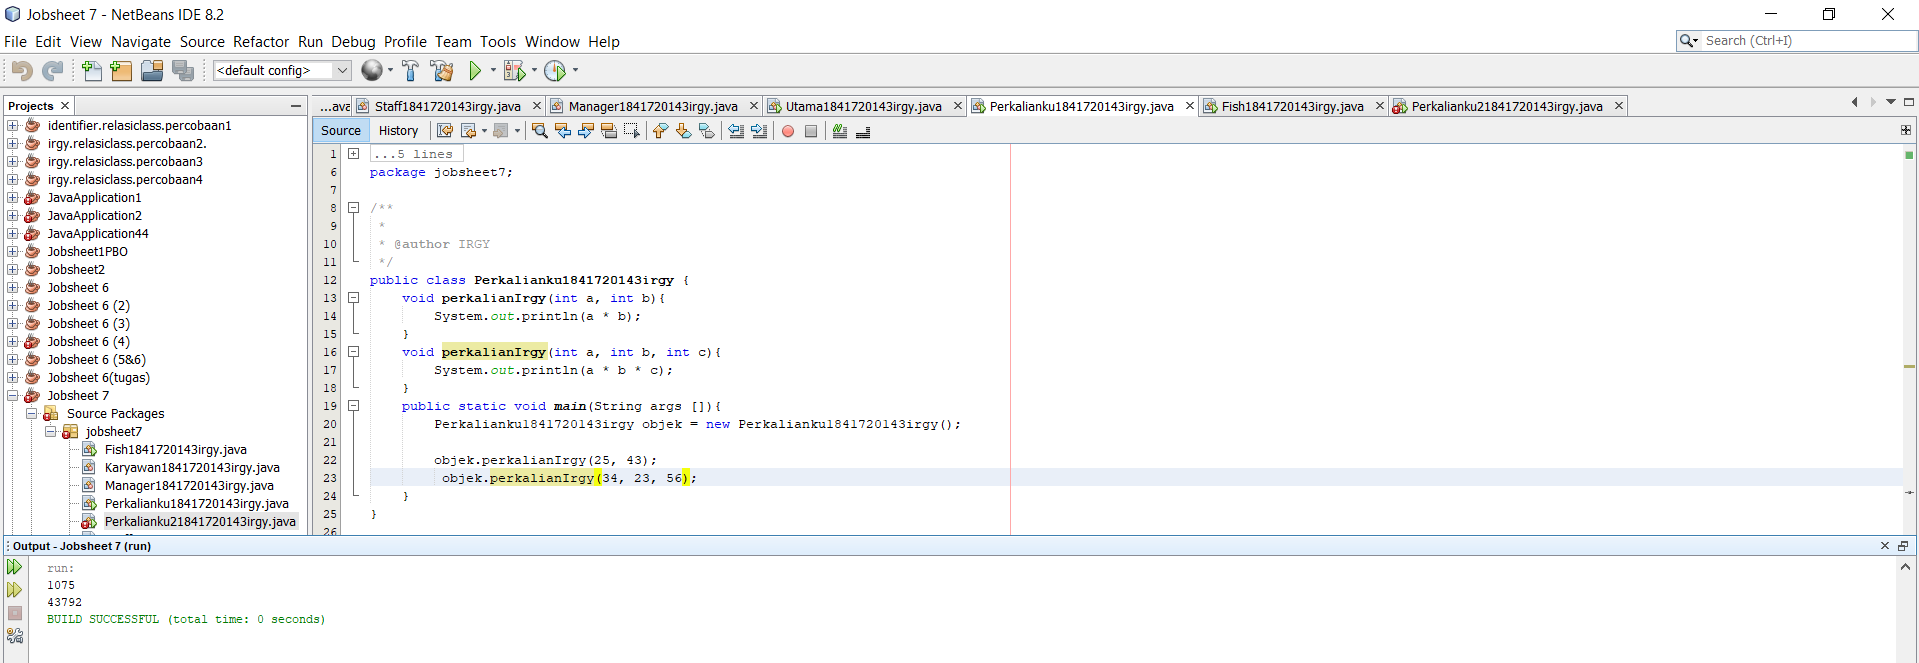 Jobsheet 7 - NetBeans IDE 8.2
File Edit View Navigate Source Refactor Run Debug Profile Team Tools Window Help
Search (Ctrl+I)
<default config>
Projects
...ava Staff1841720143irgy.java Manager1841720143irgy.java Utama1841720143irgy.java Perkalianku1841720143irgy.java Fish1841720143irgy.java Perkalianku21841720143irgy.java
identifier.relasiclass.percobaan1
irgy.relasiclass.percobaan2.
irgy.relasiclass.percobaan3
irgy.relasiclass.percobaan4
JavaApplication1
JavaApplication2
JavaApplication44
Jobsheet1PBO
Jobsheet2
Jobsheet 6
Jobsheet 6 (2)
Jobsheet 6 (3)
Jobsheet 6 (4)
Jobsheet 6 (5&6)
Jobsheet 6(tugas)
Jobsheet 7
Source Packages
jobsheet7
Fish1841720143irgy.java
Karyawan1841720143irgy.java
Manager1841720143irgy.java
Perkalianku1841720143irgy.java
Perkalianku21841720143irgy.java
Source History
1 ...5 lines
6 package jobsheet7;
7
8 /**
9 *
10 * @author IRGY
11 */
12 public class Perkalianku1841720143irgy {
13 void perkalianIrgy(int a, int b){
14 System.out.println(a * b);
15 }
16 void perkalianIrgy(int a, int b, int c){
17 System.out.println(a * b * c);
18 }
19 public static void main(String args []){
20 Perkalianku1841720143irgy objek = new Perkalianku1841720143irgy();
21
22 objek.perkalianIrgy(25, 43);
23 objek.perkalianIrgy(34, 23, 56);
24 }
25 }
26
Output - Jobsheet 7 (run)
run:
1075
43792
BUILD SUCCESSFUL (total time: 0 seconds)